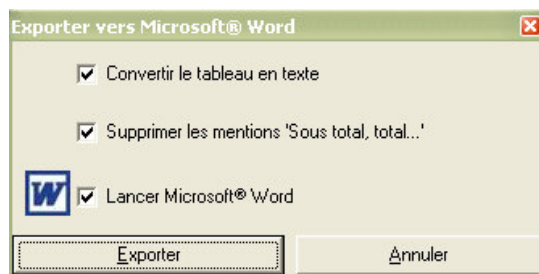 Exporter vers Microsoft® Word
Convertir le tableau en texte
Supprimer les mentions 'Sous total, total...'
W Lancer Microsoft® Word
Exporter Annuler